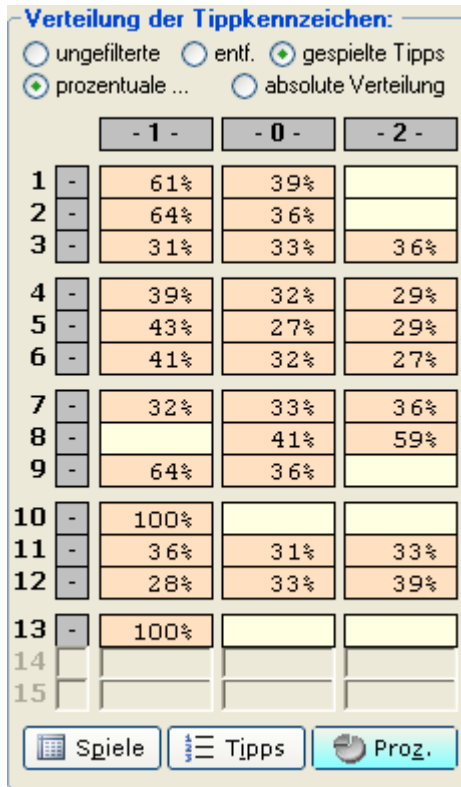 Verteilung der Tippkennzeichen:
ungefilterte entf. gespielte Tipps
prozentuale ... absolute Verteilung
- 1 - - 0 - - 2 -
1 - 61% 39%
2 - 64% 36%
3 - 31% 33% 36%
4 - 39% 32% 29%
5 - 43% 27% 29%
6 - 41% 32% 27%
7 - 32% 33% 36%
8 - 41% 59%
9 - 64% 36%
10 - 100%
11 - 36% 31% 33%
12 - 28% 33% 39%
13 - 100%
14
15
Spiele Tipps Proz.